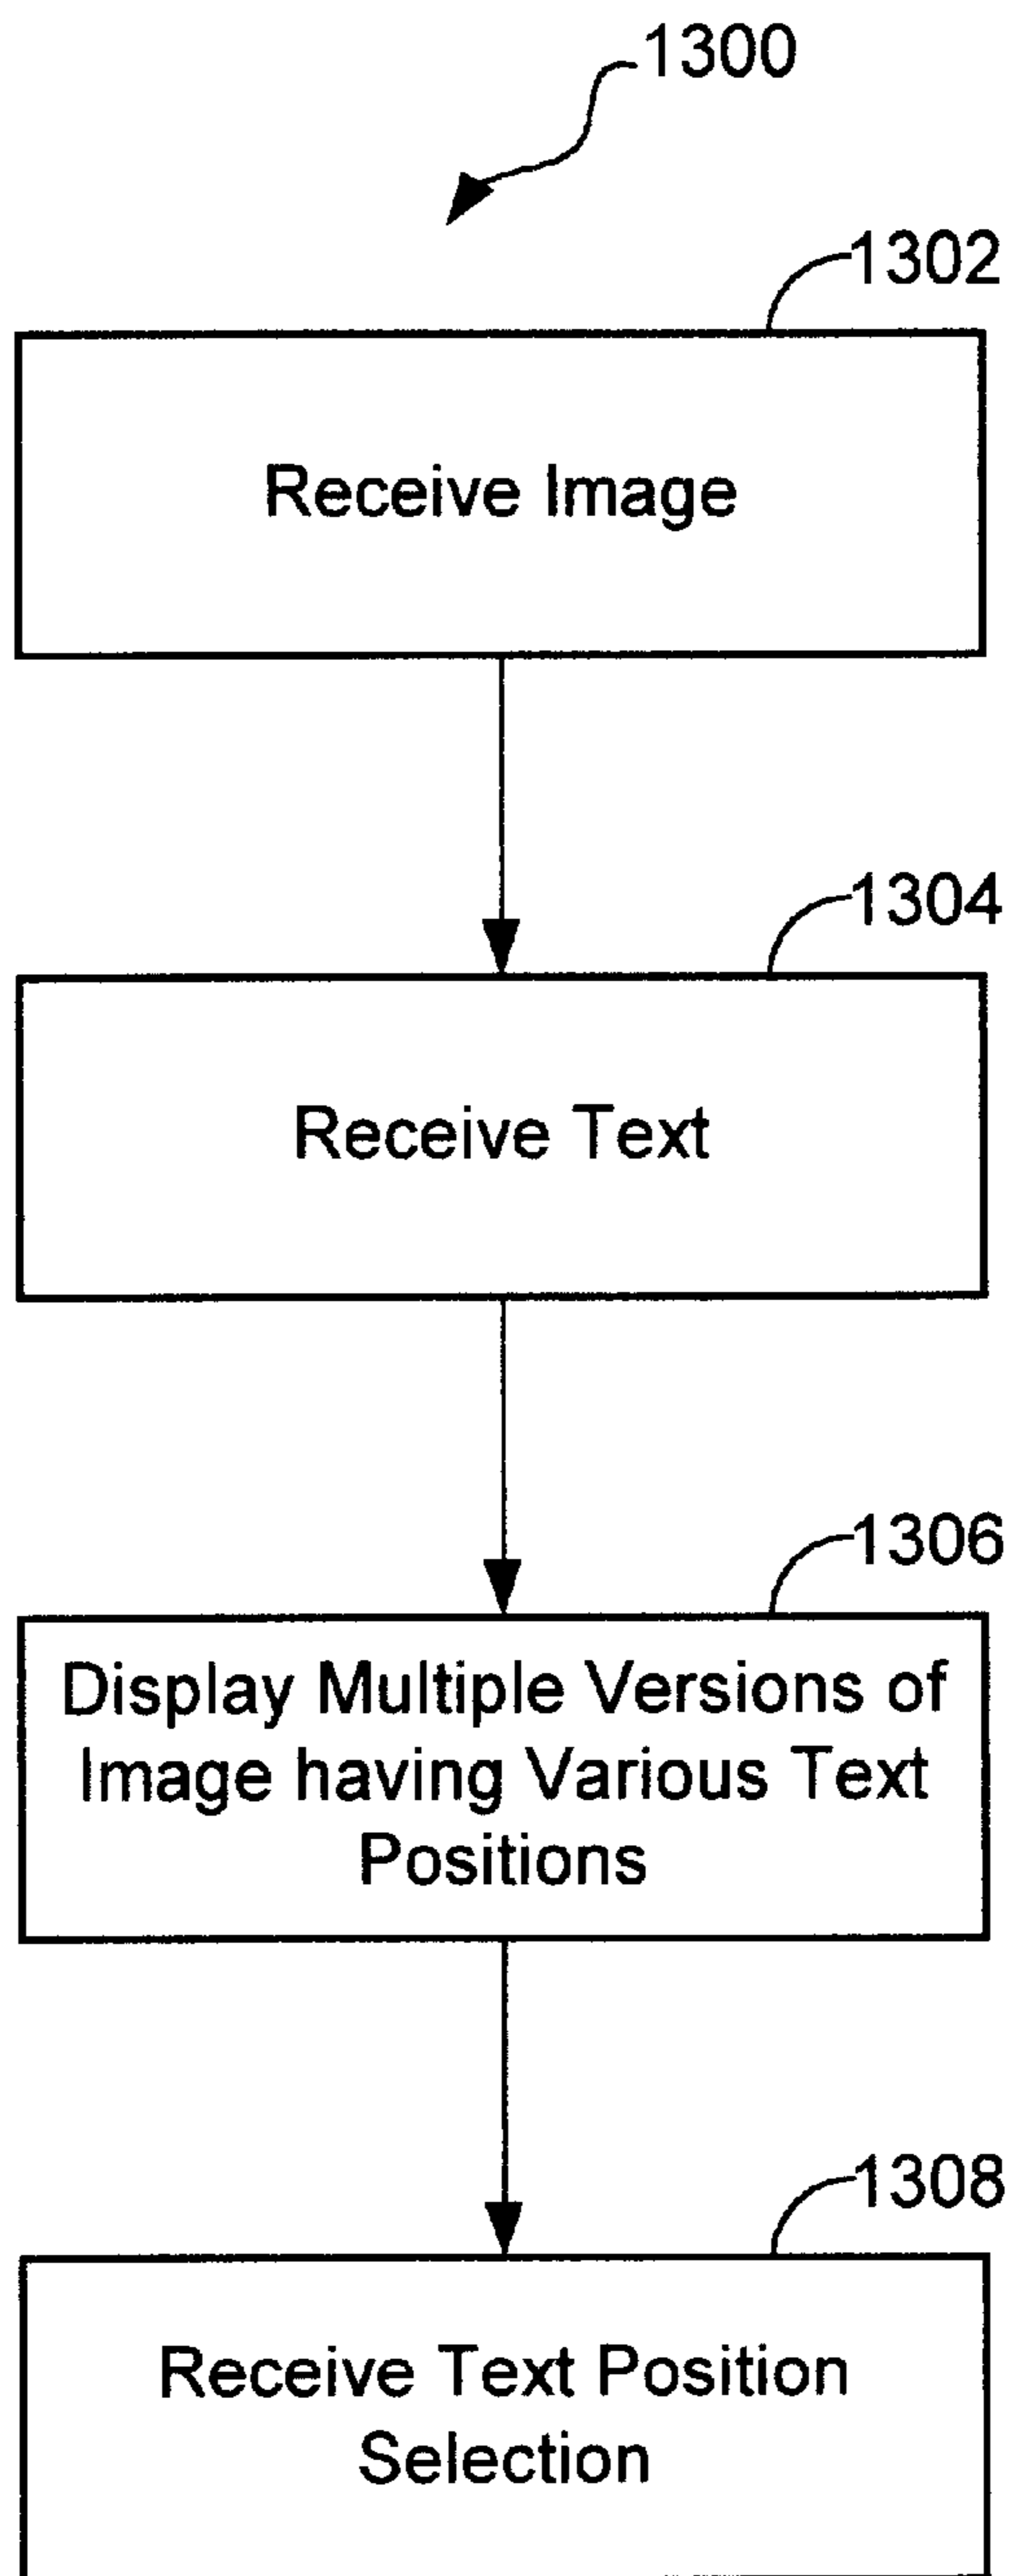 1300
1302
Receive Image
1304
Receive Text
1306
Display Multiple Versions of
Image having Various Text
Positions
1308
Receive Text Position
Selection